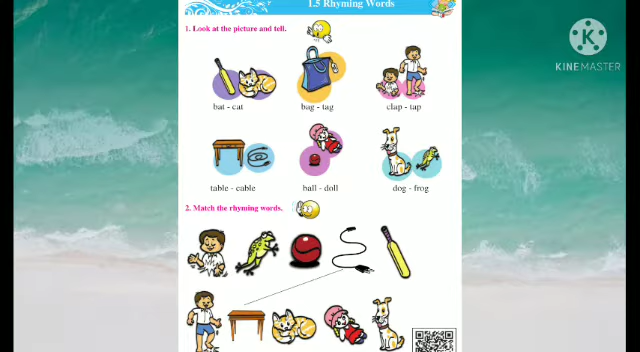 1.5 Rhyming Words
1. Look at the picture and tell.
bat - cat
bag - tag
clap - tap
table - cable
ball - doll
dog - frog
2. Match the rhyming words.
KINEMASTER